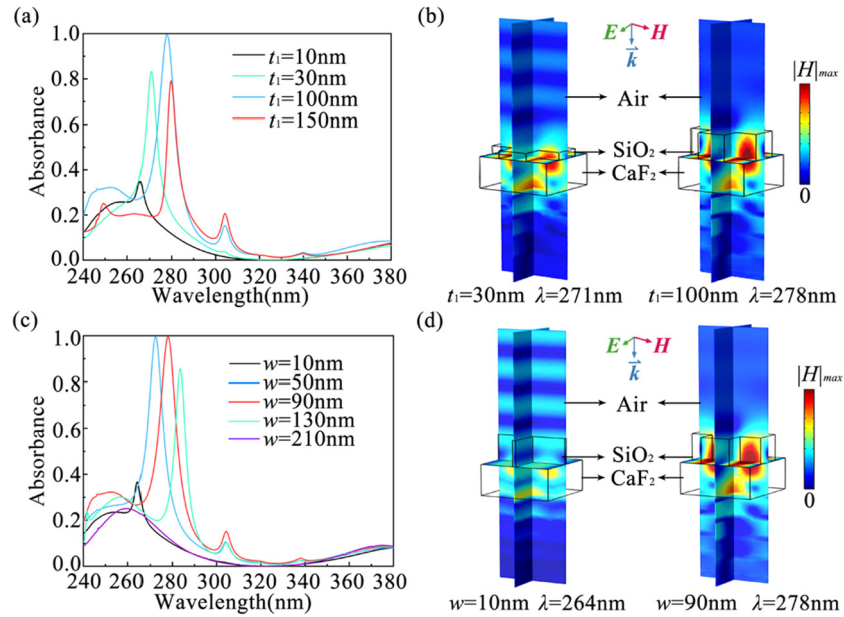 (a)
t₁=10nm
t₁=30nm
t₁=100nm
t₁=150nm
Absorbance
1.0
0.8
0.6
0.4
0.2
0.0
240 260 280 300 320 340 360 380
Wavelength(nm)
(b)
E H
k
|H|max
0
Air
SiO₂
CaF₂
t₁=30nm λ=271nm t₁=100nm λ=278nm
(c)
w=10nm
w=50nm
w=90nm
w=130nm
w=210nm
Absorbance
1.0
0.8
0.6
0.4
0.2
0.0
240 260 280 300 320 340 360 380
Wavelength(nm)
(d)
E H
k
|H|max
0
Air
SiO₂
CaF₂
w=10nm λ=264nm w=90nm λ=278nm